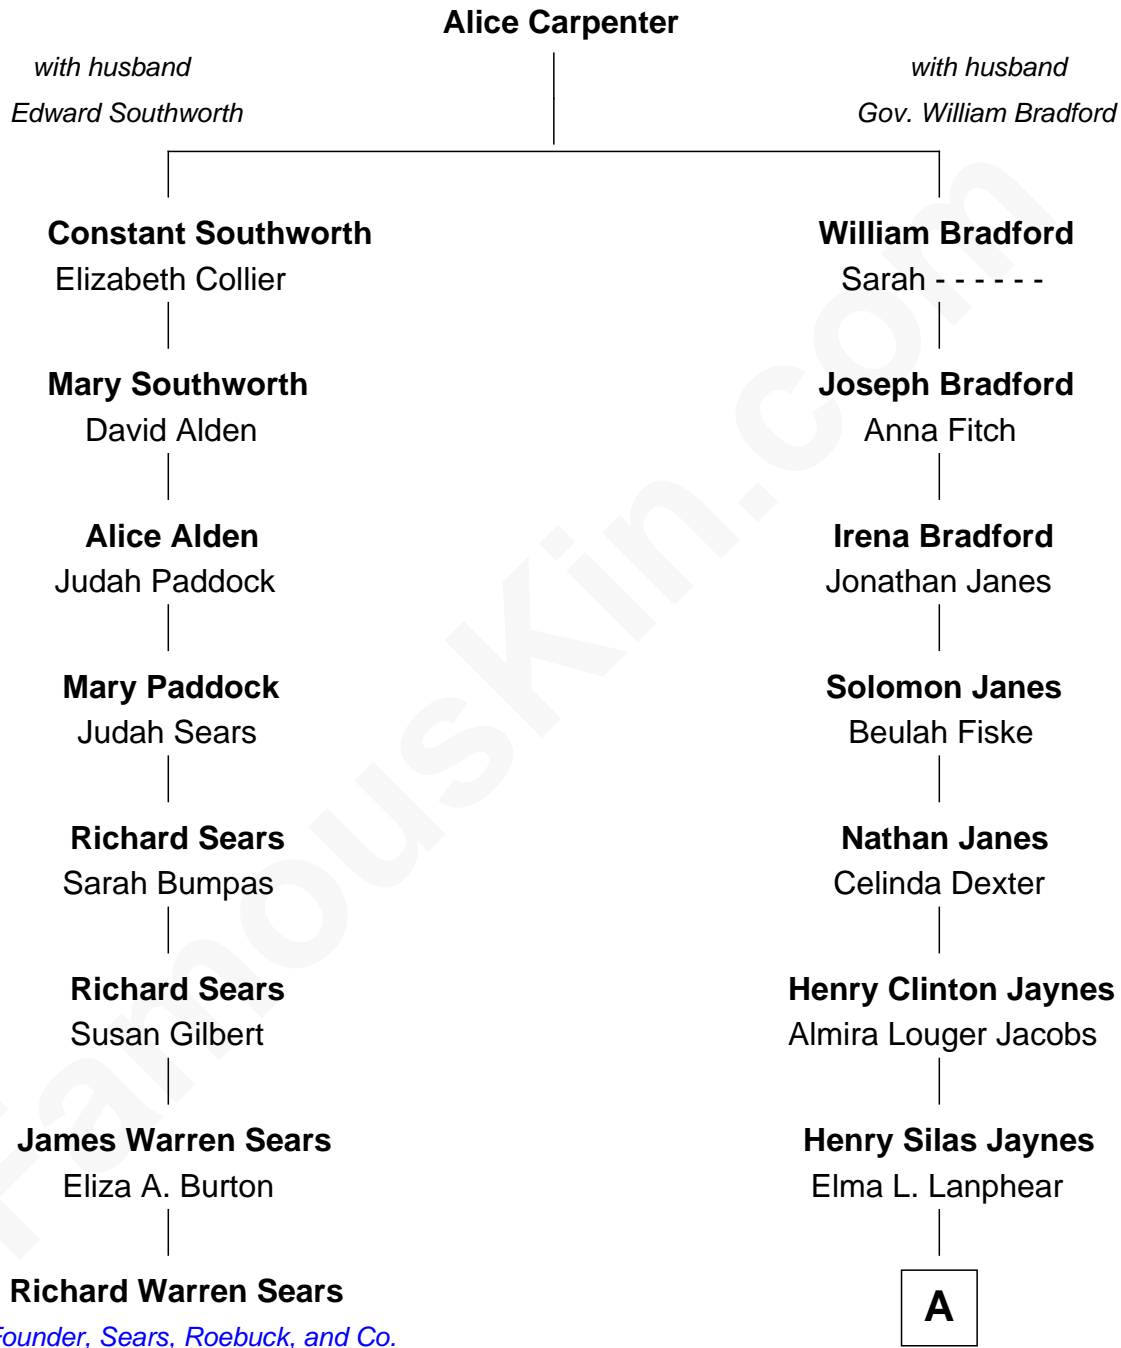 Alice Carpenter
with husband
Edward Southworth
with husband
Gov. William Bradford
Constant Southworth
Elizabeth Collier
William Bradford
Sarah - - - - - -
Mary Southworth
David Alden
Joseph Bradford
Anna Fitch
Alice Alden
Judah Paddock
Irena Bradford
Jonathan Janes
Mary Paddock
Judah Sears
Solomon Janes
Beulah Fiske
Richard Sears
Sarah Bumpas
Nathan Janes
Celinda Dexter
Richard Sears
Susan Gilbert
Henry Clinton Jaynes
Almira Louger Jacobs
James Warren Sears
Eliza A. Burton
Henry Silas Jaynes
Elma L. Lanphear
Richard Warren Sears
Founder, Sears, Roebuck, and Co.
A
FamousKin.com